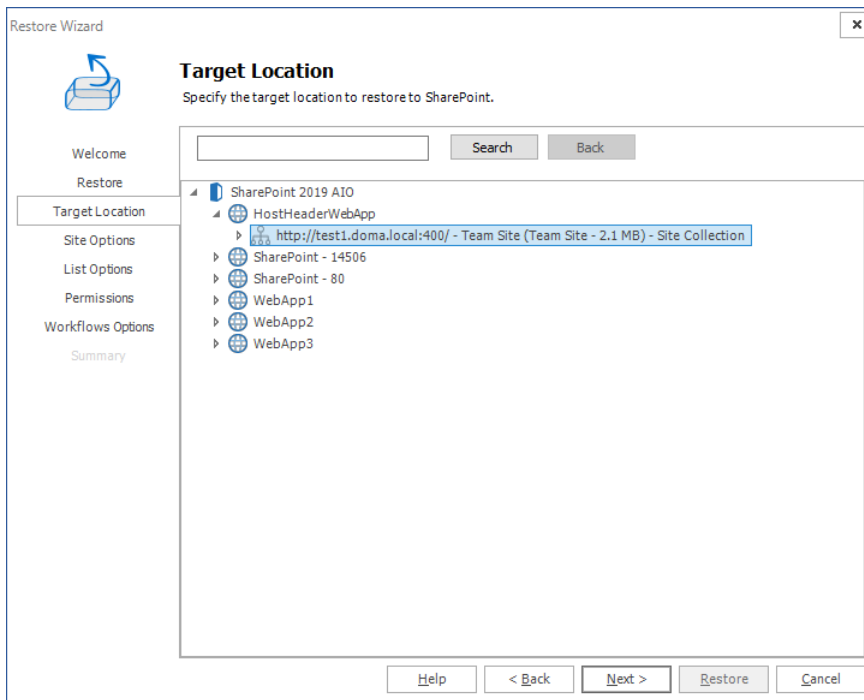 Restore Wizard
Target Location
Specify the target location to restore to SharePoint.
Welcome
Restore
Target Location
Site Options
List Options
Permissions
Workflows Options
Summary
Search
Back
SharePoint 2019 AIO
HostHeaderWebApp
http://test1.doma.local:400/ - Team Site (Team Site - 2.1 MB) - Site Collection
SharePoint - 14506
SharePoint - 80
WebApp1
WebApp2
WebApp3
Help
< Back
Next >
Restore
Cancel